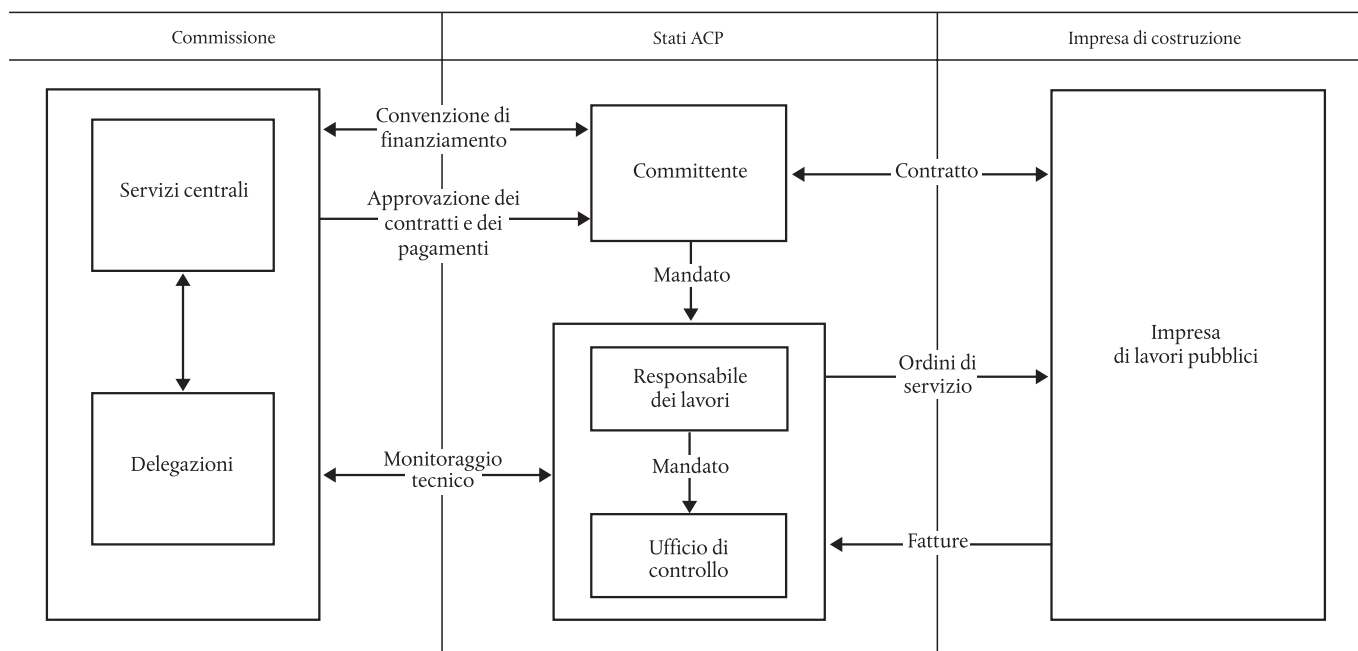 Commissione
Stati ACP
Impresa di costruzione
Servizi centrali
Delegazioni
Convenzione di
finanziamento
Approvazione dei
contratti e dei
pagamenti
Monitoraggio
tecnico
Committente
Mandato
Responsabile
dei lavori
Mandato
Ufficio di
controllo
Contratto
Ordini di
servizio
Fatture
Impresa
di lavori pubblici